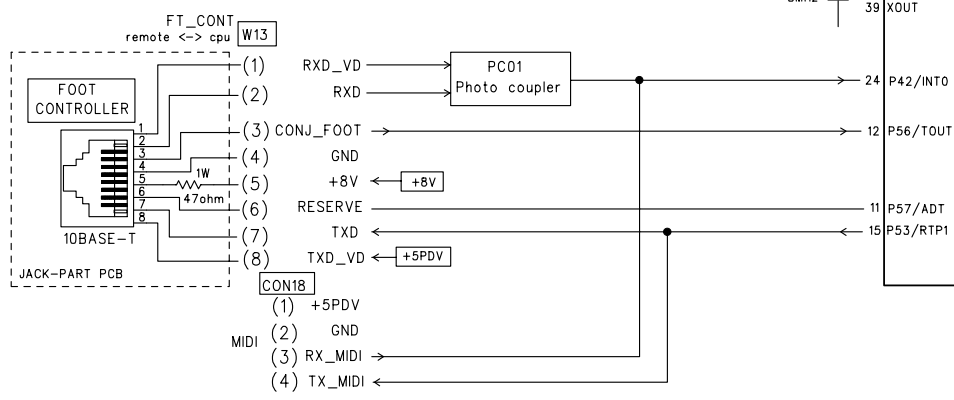 39 XOUT
FT_CONT
remote <-> cpu W13
(1) RXD_VD
PC01
Photo coupler
24 P42/INT0
(2) RXD
FOOT
CONTROLLER
1
2
3
4
5
6
7
8
(3) CONJ_FOOT
12 P56/TOUT
(4) GND
1W
47ohm
(5) +8V
+8V
(6) RESERVE
11 P57/ADT
(7) TXD
15 P53/RTP1
10BASE-T
(8) TXD_VD
+5PDV
JACK-PART PCB
CON18
(1) +5PDV
MIDI
(2) GND
(3) RX_MIDI
(4) TX_MIDI